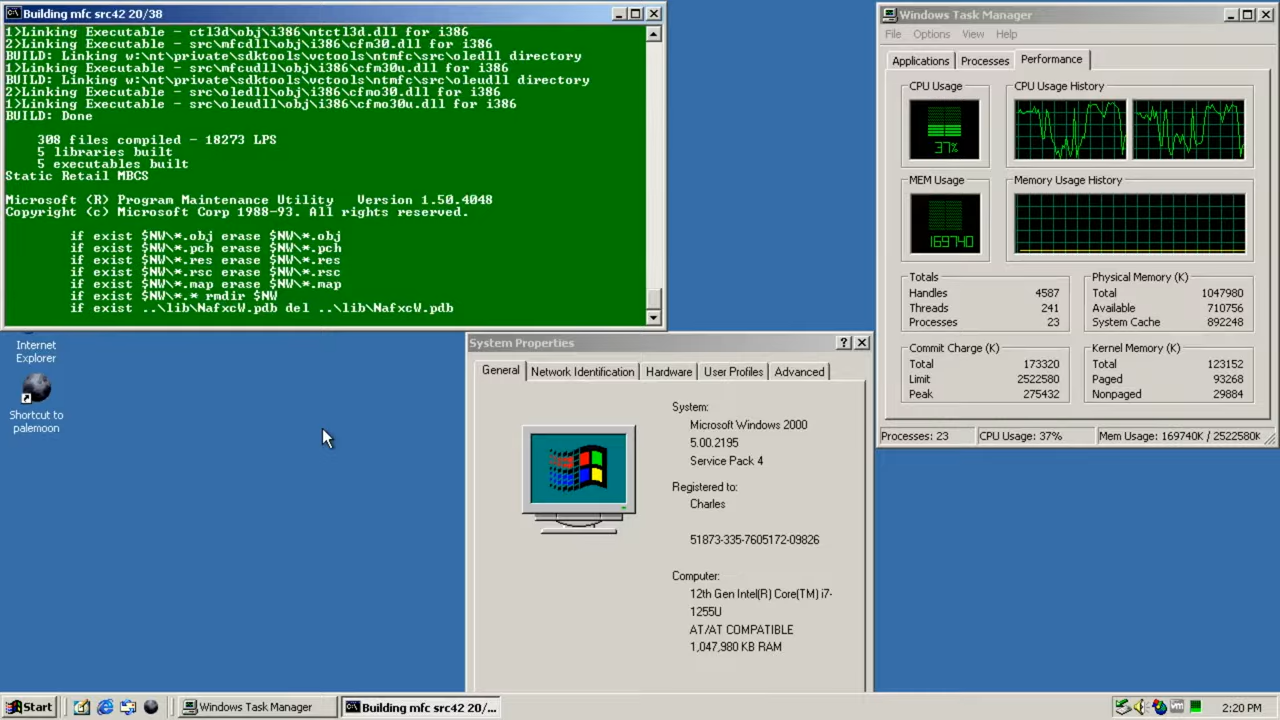 Building mfc src42 20/38
1>Linking Executable - ctl3d\obj\i386\ntctl3d.dll for i386
2>Linking Executable - src\mfcdll\obj\i386\cfm30.dll for i386
BUILD: Linking w:\nt\private\sdktools\vctools\ntmfc\src\oledll directory
1>Linking Executable - src\mfcudll\obj\i386\cfm30u.dll for i386
BUILD: Linking w:\nt\private\sdktools\vctools\ntmfc\src\oleudll directory
2>Linking Executable - src\oledll\obj\i386\cfmo30.dll for i386
1>Linking Executable - src\oleudll\obj\i386\cfmo30u.dll for i386
BUILD: Done
308 files compiled - 18273 LPS
5 libraries built
5 executables built
Static Retail MBCS
Microsoft (R) Program Maintenance Utility   Version 1.50.4048
Copyright (c) Microsoft Corp 1988-93. All rights reserved.
if exist $NW\*.obj erase $NW\*.obj
if exist $NW\*.pch erase $NW\*.pch
if exist $NW\*.res erase $NW\*.res
if exist $NW\*.rsc erase $NW\*.rsc
if exist $NW\*.map erase $NW\*.map
if exist $NW\*.* rmdir $NW
if exist ..\lib\NafxcW.pdb del ..\lib\NafxcW.pdb
Windows Task Manager
File Options View Help
Applications Processes Performance
CPU Usage
37%
CPU Usage History
MEM Usage
169740
Memory Usage History
Totals
Handles 4587
Threads 241
Processes 23
Physical Memory (K)
Total 1047980
Available 710756
System Cache 892248
Commit Charge (K)
Total 173320
Limit 2522580
Peak 275432
Kernel Memory (K)
Total 123152
Paged 93268
Nonpaged 29884
Processes: 23 CPU Usage: 37% Mem Usage: 169740K / 2522580K
Internet
Explorer
Shortcut to
palemoon
System Properties
General Network Identification Hardware User Profiles Advanced
System:
Microsoft Windows 2000
5.00.2195
Service Pack 4
Registered to:
Charles
51873-335-7605172-09826
Computer:
12th Gen Intel(R) Core(TM) i7-
1255U
AT/AT COMPATIBLE
1,047,980 KB RAM
Start
Windows Task Manager
Building mfc src42 20/...
vm
2:20 PM